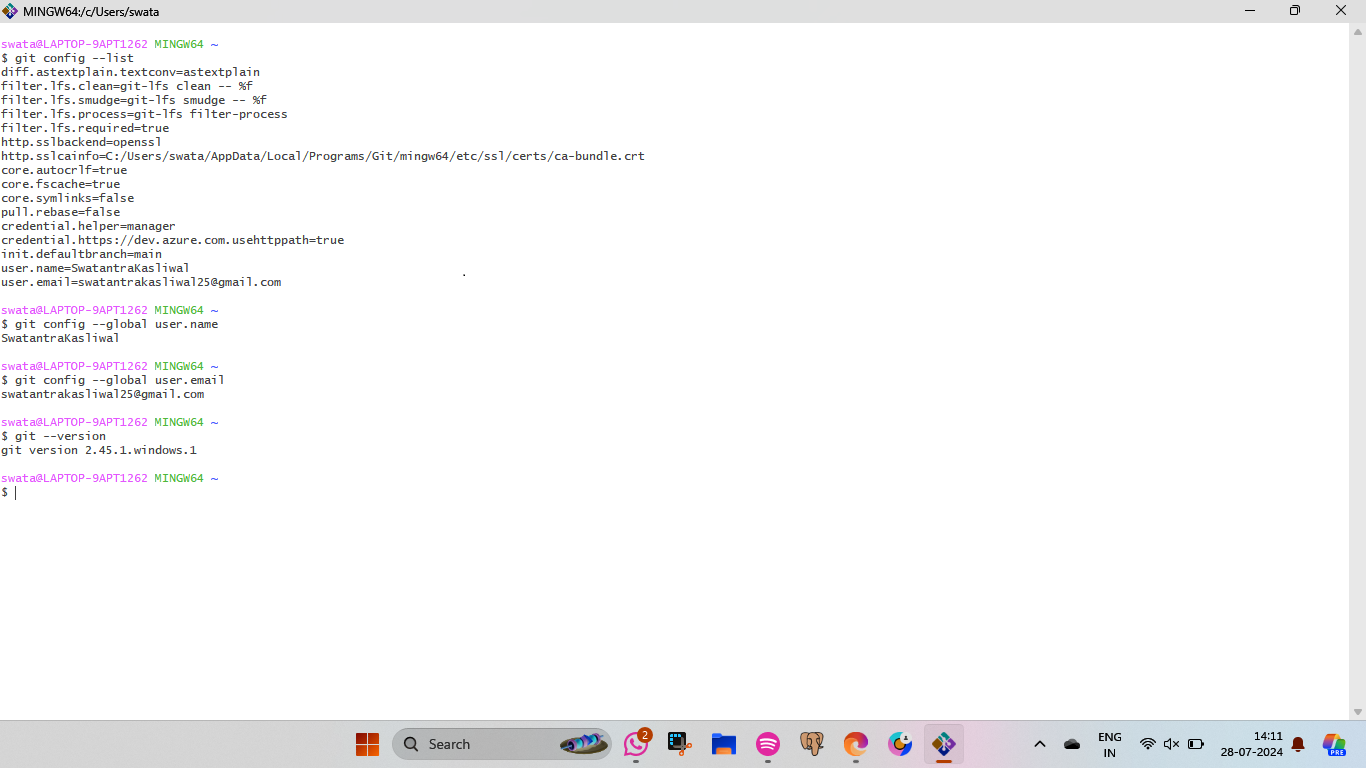 MINGW64:/c/Users/swata
swata@LAPTOP-9APT1262 MINGW64 ~
$ git config --list
diff.astextplain.textconv=astextplain
filter.lfs.clean=git-lfs clean -- %f
filter.lfs.smudge=git-lfs smudge -- %f
filter.lfs.process=git-lfs filter-process
filter.lfs.required=true
http.sslbackend=openssl
http.sslcainfo=C:/Users/swata/AppData/Local/Programs/Git/mingw64/etc/ssl/certs/ca-bundle.crt
core.autocrlf=true
core.fscache=true
core.symlinks=false
pull.rebase=false
credential.helper=manager
credential.https://dev.azure.com.usehttppath=true
init.defaultbranch=main
user.name=SwatantraKasliwal
user.email=swatantrakasliwal25@gmail.com
swata@LAPTOP-9APT1262 MINGW64 ~
$ git config --global user.name
SwatantraKasliwal
swata@LAPTOP-9APT1262 MINGW64 ~
$ git config --global user.email
swatantrakasliwal25@gmail.com
swata@LAPTOP-9APT1262 MINGW64 ~
$ git --version
git version 2.45.1.windows.1
swata@LAPTOP-9APT1262 MINGW64 ~
$
Search
2
ENG
IN
14:11
28-07-2024
PRE